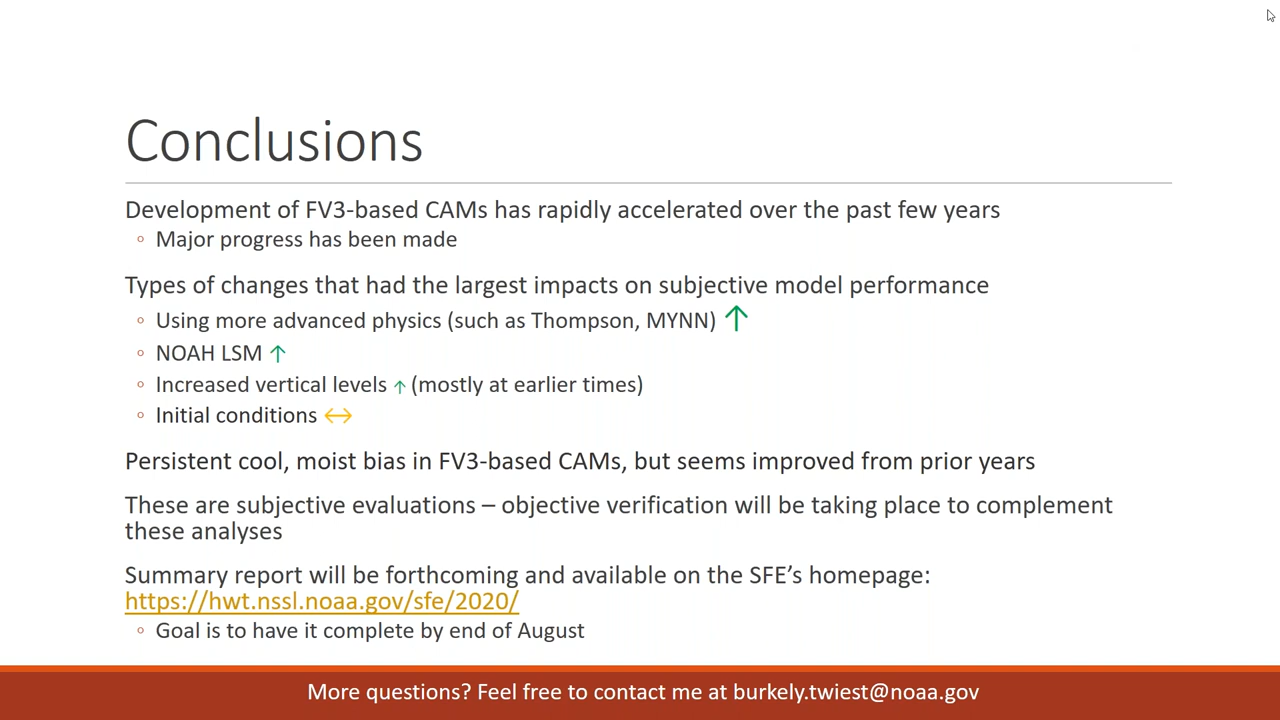 Conclusions
Development of FV3-based CAMs has rapidly accelerated over the past few years
◦ Major progress has been made
Types of changes that had the largest impacts on subjective model performance
◦ Using more advanced physics (such as Thompson, MYNN) ↑
◦ NOAH LSM ↑
◦ Increased vertical levels ↑ (mostly at earlier times)
◦ Initial conditions ↔
Persistent cool, moist bias in FV3-based CAMs, but seems improved from prior years
These are subjective evaluations – objective verification will be taking place to complement
these analyses
Summary report will be forthcoming and available on the SFE’s homepage:
https://hwt.nssl.noaa.gov/sfe/2020/
◦ Goal is to have it complete by end of August
More questions? Feel free to contact me at burkely.twiest@noaa.gov